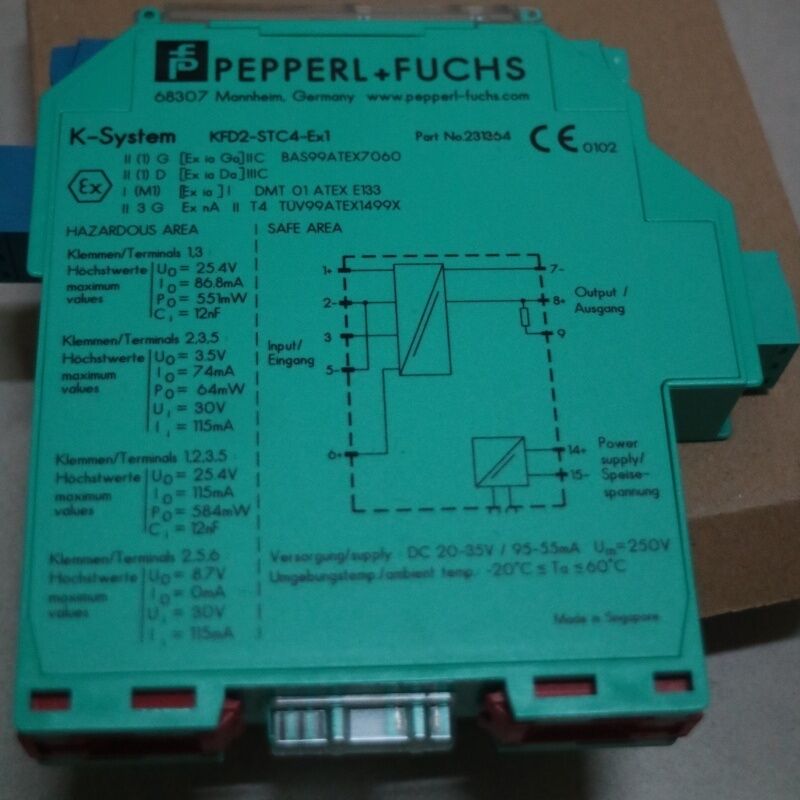 PEPPERL+FUCHS
68307 Mannheim, Germany www.pepperl-fuchs.com
K-System KFD2-STC4-Ex1 Part No.231364 CE 0102
II (1) G [Ex ia Ga] IIC BAS99ATEX7060
II (1) D [Ex ia Da] IIIC
I (M1) [Ex ia] I DMT 01 ATEX E133
II 3 G Ex nA II T4 TÜV99ATEX1499X
Ex
HAZARDOUS AREA
SAFE AREA
Klemmen/Terminals 1,3
Höchstwerte U0 = 25.4V
maximum I0 = 86.8mA
values P0 = 551mW
Ci = 12nF
Klemmen/Terminals 2,3,5
Höchstwerte U0 = 3.5V
maximum I0 = 74mA
values P0 = 64mW
Ui = 30V
Ii = 115mA
Klemmen/Terminals 1,2,3,5
Höchstwerte U0 = 25.4V
maximum I0 = 115mA
values P0 = 584mW
Ci = 12nF
Klemmen/Terminals 2,5,6
Höchstwerte U0 = 8.7V
maximum I0 = 0mA
values Ui = 30V
Ii = 115mA
1+
2-
3
5-
6+
Input/
Eingang
7-
8+
9
Output /
Ausgang
14+
15-
Power
supply/
Speise-
spannung
Versorgung/supply DC 20-35V / 95-55mA Um=250V
Umgebungstemp./ambient temp. -20°C ≤ Ta ≤ 60°C
Made in Singapore